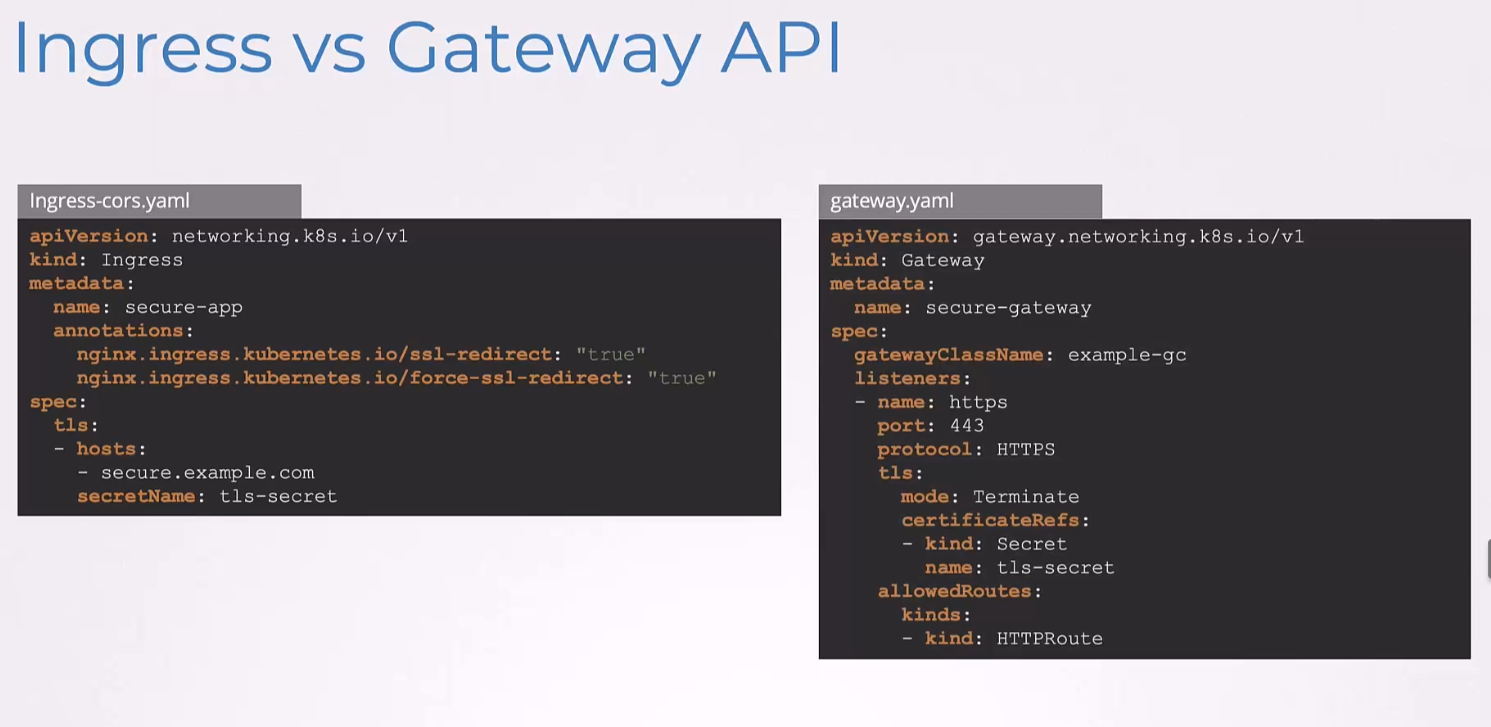 Ingress vs Gateway API
Ingress-cors.yaml
apiVersion: networking.k8s.io/v1
kind: Ingress
metadata:
  name: secure-app
  annotations:
    nginx.ingress.kubernetes.io/ssl-redirect: "true"
    nginx.ingress.kubernetes.io/force-ssl-redirect: "true"
spec:
  tls:
  - hosts:
    - secure.example.com
    secretName: tls-secret
gateway.yaml
apiVersion: gateway.networking.k8s.io/v1
kind: Gateway
metadata:
  name: secure-gateway
spec:
  gatewayClassName: example-gc
  listeners:
  - name: https
    port: 443
    protocol: HTTPS
    tls:
      mode: Terminate
      certificateRefs:
      - kind: Secret
        name: tls-secret
    allowedRoutes:
      kinds:
      - kind: HTTPRoute